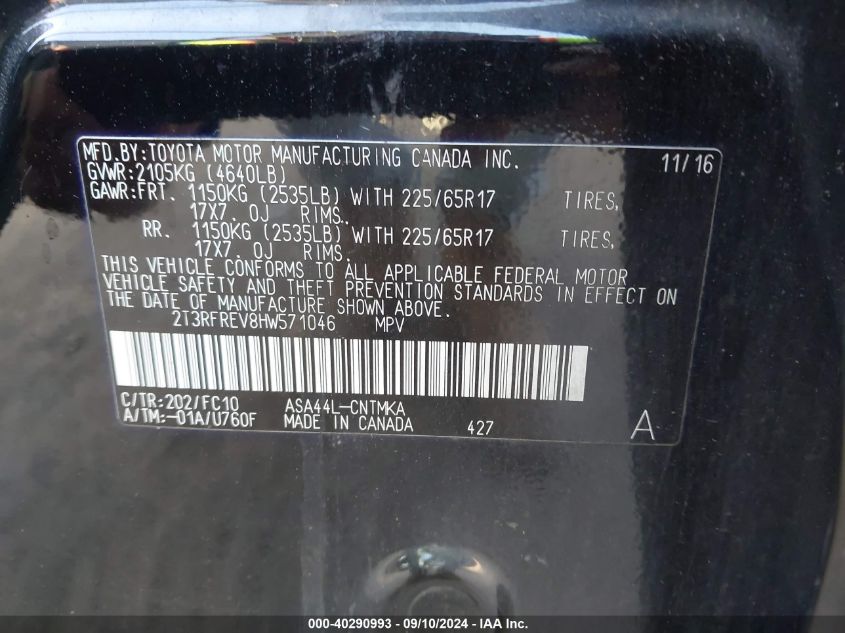 MFD.BY:TOYOTA MOTOR MANUFACTURING CANADA INC. 11/16
GVWR:2105KG (4640LB)
GAWR:FRT. 1150KG (2535LB) WITH 225/65R17 TIRES,
17X7. 0J RIMS.
RR. 1150KG (2535LB) WITH 225/65R17 TIRES,
17X7. 0J RIMS.
THIS VEHICLE CONFORMS TO ALL APPLICABLE FEDERAL MOTOR
VEHICLE SAFETY AND THEFT PREVENTION STANDARDS IN EFFECT ON
THE DATE OF MANUFACTURE SHOWN ABOVE.
2T3RFREV8HW571046 MPV
C/TR:202/FC10 ASA44L-CNTMKA
A/TM:-01A/U760F MADE IN CANADA 427 A
000-40290993 - 09/10/2024 - IAA Inc.